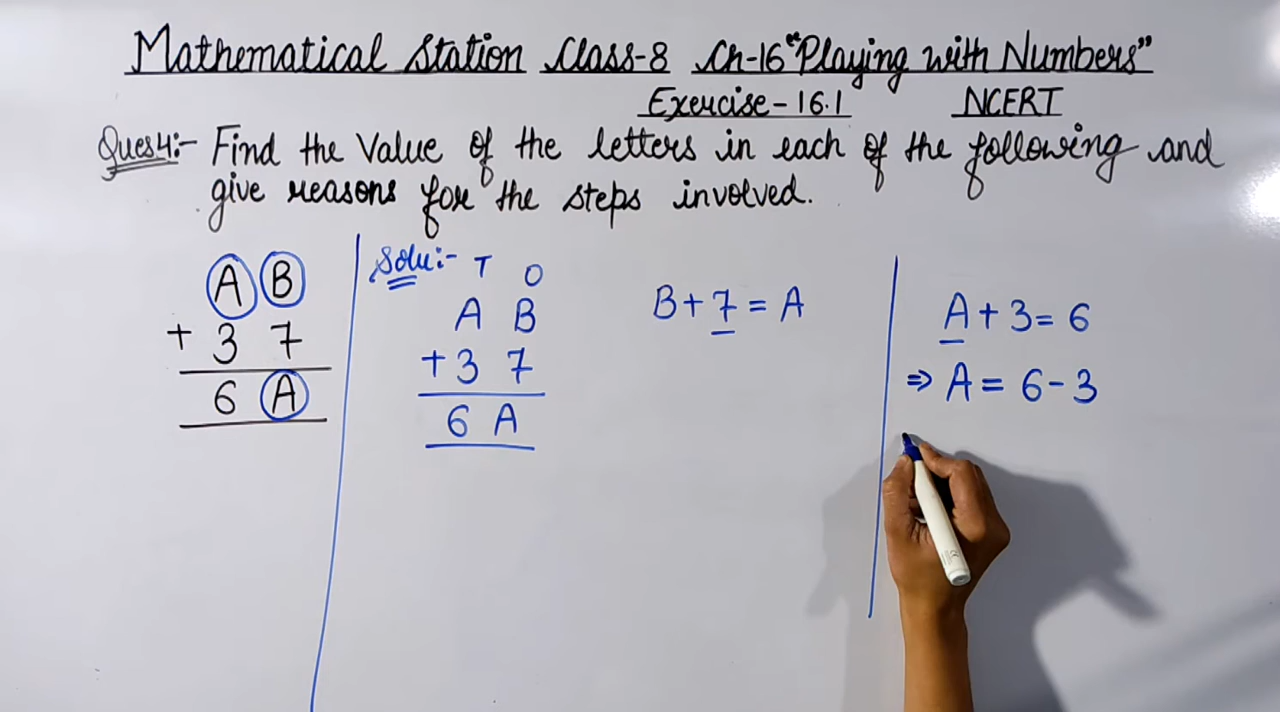 Mathematical Station Class-8 Ch-16 "Playing with Numbers"
Exercise-16.1 NCERT
Ques4:- Find the Value of the letters in each of the following and
give reasons for the steps involved.
A B
+ 3 7
6 A
Solu:- T O
A B
+ 3 7
6 A
B + 7 = A
A + 3 = 6
⇒ A = 6 - 3